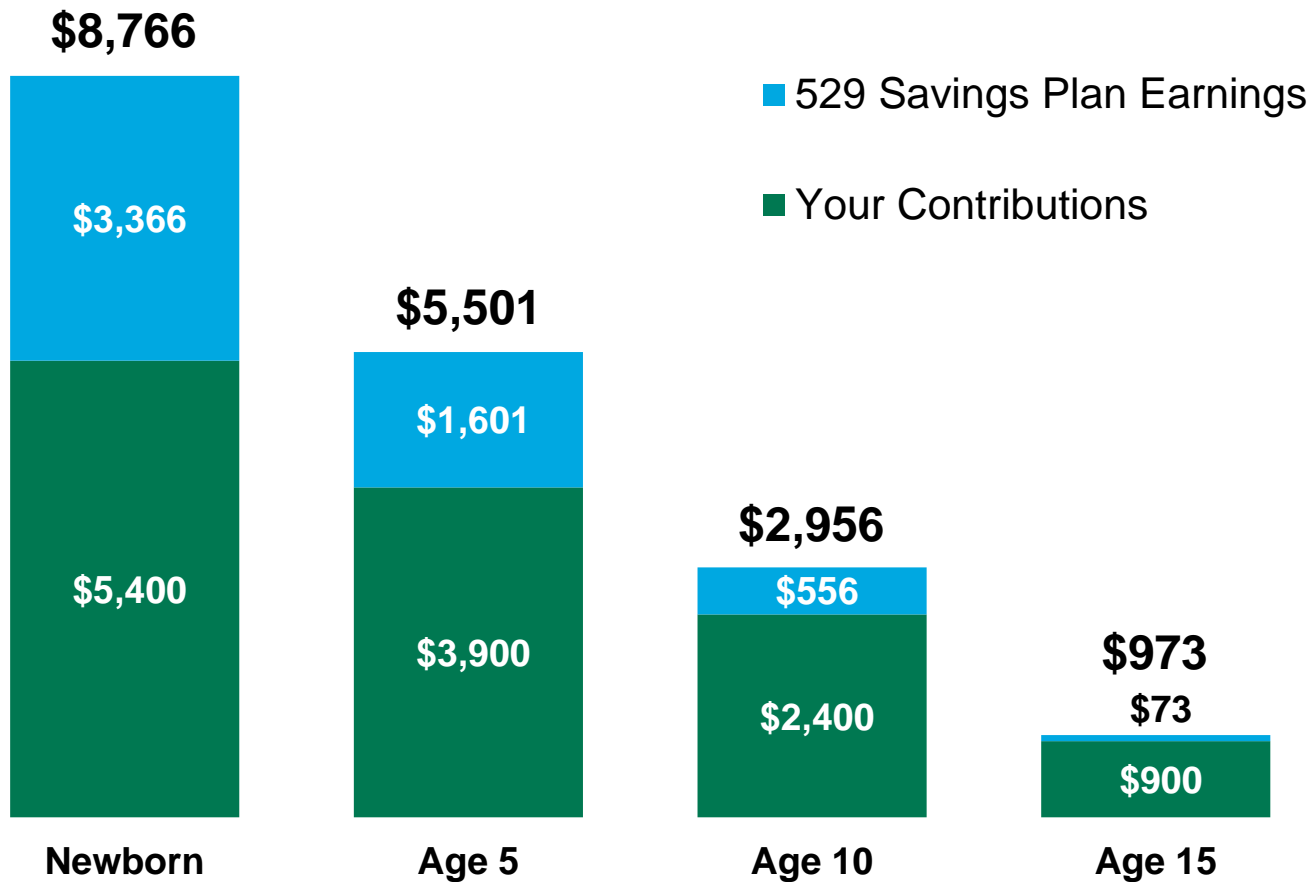 $8,766
529 Savings Plan Earnings
Your Contributions
$3,366
$5,400
$5,501
$1,601
$3,900
$2,956
$556
$2,400
$973
$73
$900
Newborn
Age 5
Age 10
Age 15